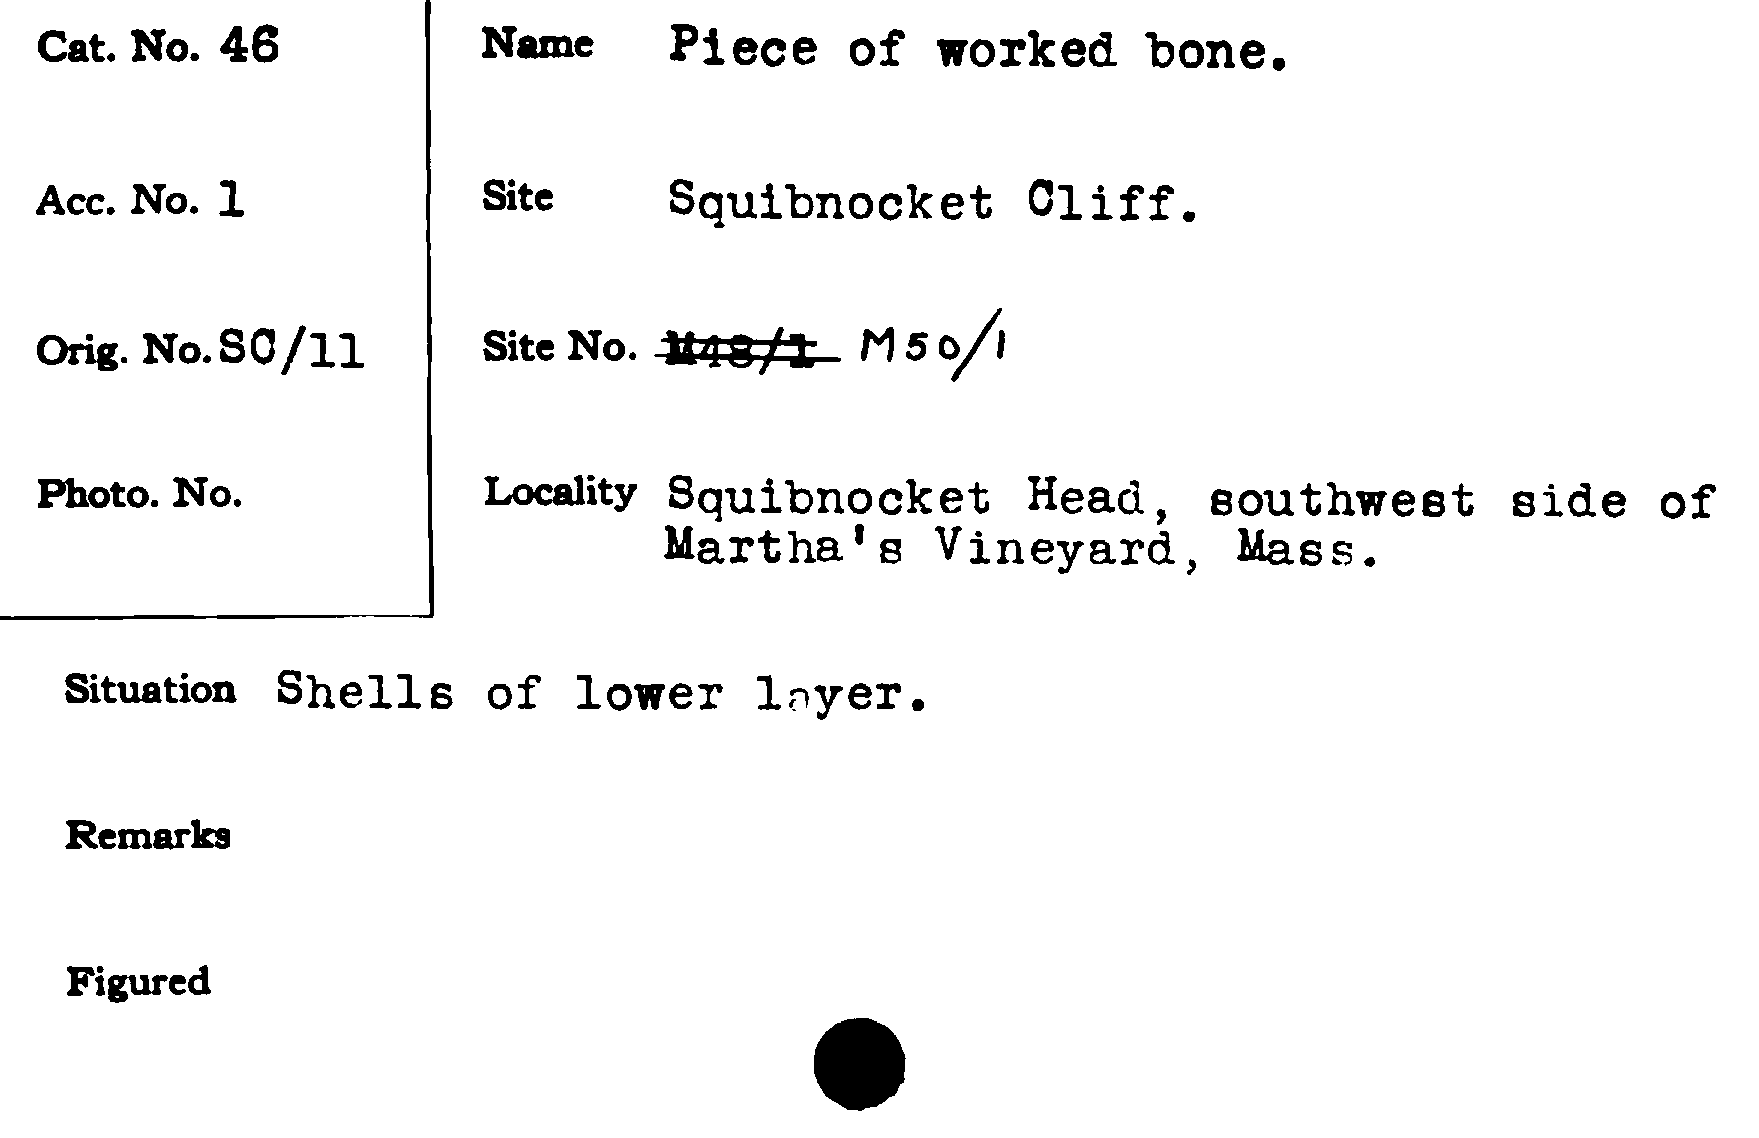 Cat. No. 46
Name Piece of worked bone.
Acc. No. 1
Site Squibnocket Cliff.
Orig. No. SC/11
Site No. M48/1 M50/1
Photo. No.
Locality Squibnocket Head, southwest side of
Martha's Vineyard, Mass.
Situation Shells of lower layer.
Remarks
Figured